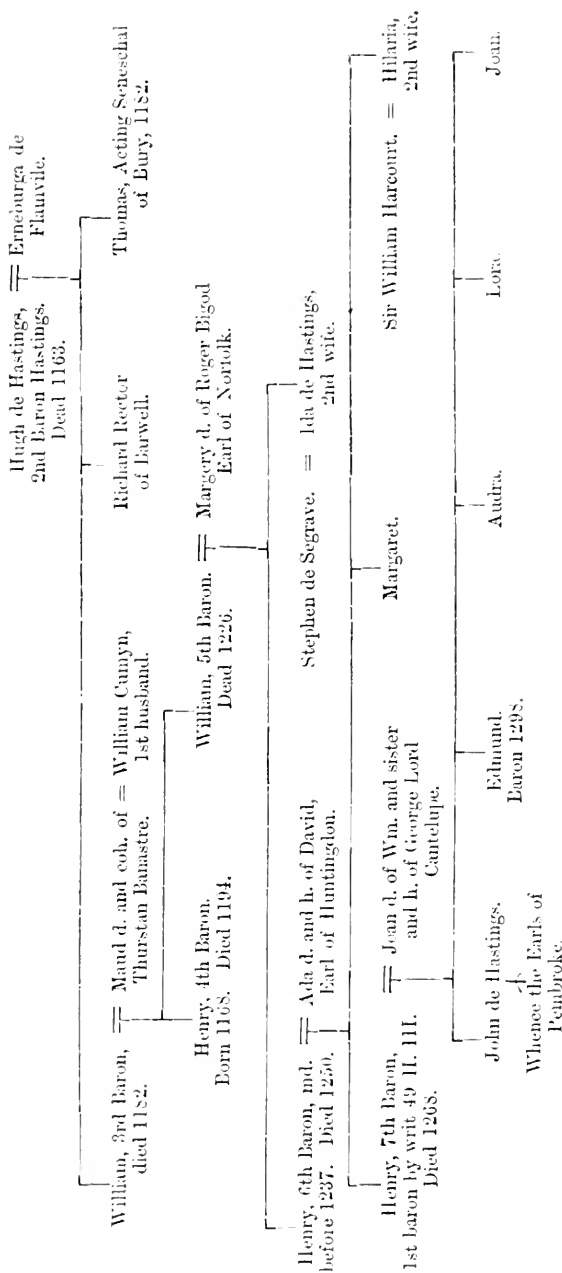 Hugh de Hastings,
2nd Baron Hastings.
Dead 1163.
= Erneburga de
Flamvile.
William, 3rd Baron,
died 1182.
= Maud d. and coh. of
Thurstan Banastre.
= William Cumyn,
1st husband.
Richard Rector
of Barwell.
Thomas, Acting Seneschal
of Bury, 1182.
Henry, 4th Baron.
Born 1168. Died 1194.
William, 5th Baron.
Dead 1226.
= Margery d. of Roger Bigod
Earl of Norfolk.
Henry, 6th Baron, md.
before 1237. Died 1250.
= Ada d. and h. of David,
Earl of Huntingdon.
Stephen de Segrave. = Ida de Hastings,
2nd wife.
Henry, 7th Baron,
1st baron by writ 49 H. III.
Died 1268.
= Joan d. of Wm. and sister
and h. of George Lord
Cantelupe.
Margaret.
Sir William Harcourt. = Hilaria,
2nd wife.
John de Hastings.
Whence the Earls of
Pembroke.
Edmund.
Baron 1298.
Audra.
Lora.
Joan.